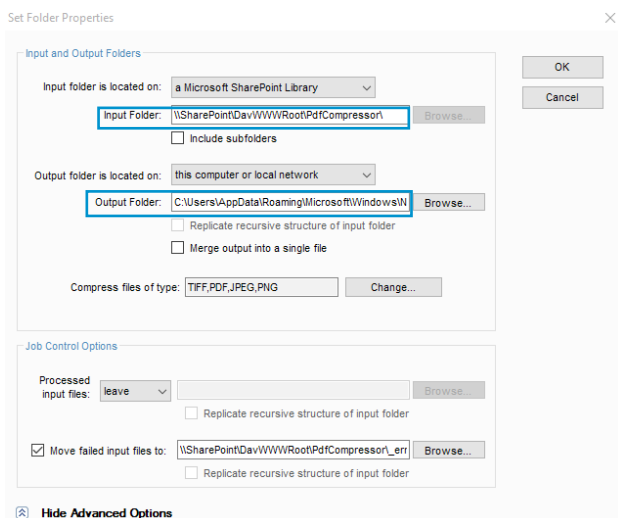 Set Folder Properties
Input and Output Folders
OK
Input folder is located on: a Microsoft SharePoint Library
Cancel
Input Folder: \\SharePoint\DavWWWRoot\PdfCompressor\ Browse...
Include subfolders
Output folder is located on: this computer or local network
Output Folder: C:\Users\AppData\Roaming\Microsoft\Windows\N Browse...
Replicate recursive structure of input folder
Merge output into a single file
Compress files of type: TIFF,PDF,JPEG,PNG Change...
Job Control Options
Processed
input files: leave Browse...
Replicate recursive structure of input folder
Move failed input files to: \\SharePoint\DavWWWRoot\PdfCompressor\_err Browse...
Replicate recursive structure of input folder
Hide Advanced Options